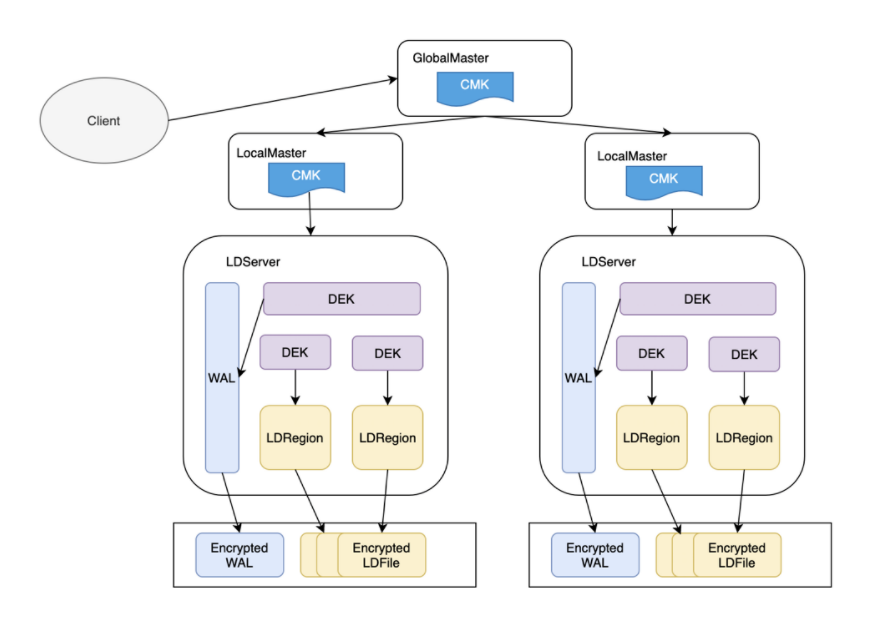 GlobalMaster
CMK
Client
LocalMaster
CMK
LocalMaster
CMK
LDServer
DEK
DEK
DEK
WAL
LDRegion
LDRegion
Encrypted
WAL
Encrypted
LDFile
LDServer
DEK
DEK
DEK
WAL
LDRegion
LDRegion
Encrypted
WAL
Encrypted
LDFile